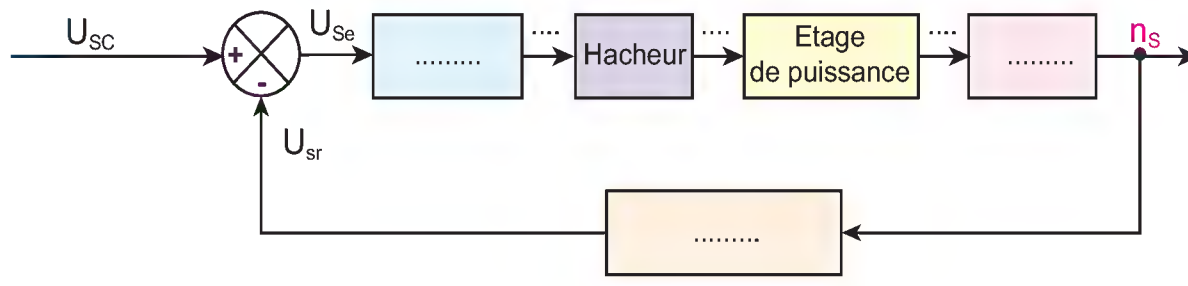 U_SC
+
-
U_Se
.........
....
Hacheur
....
Etage
de puissance
....
.........
n_S
U_sr
.........